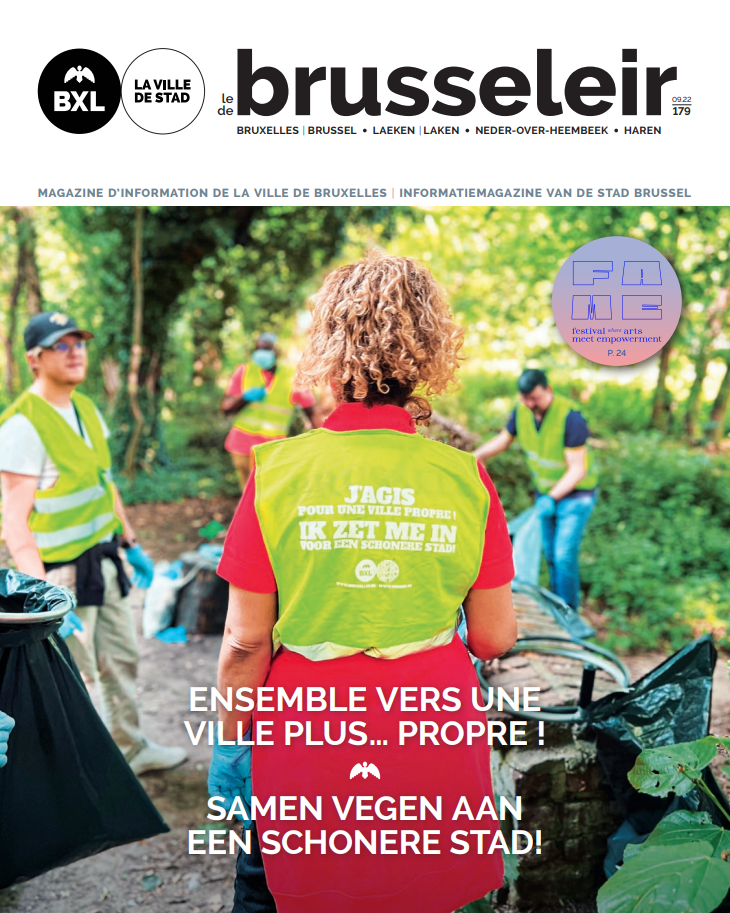 BXL
LA VILLE
DE STAD
le
de
brusseleir
09.22
179
BRUXELLES | BRUSSEL • LAEKEN | LAKEN • NEDER-OVER-HEEMBEEK • HAREN
MAGAZINE D'INFORMATION DE LA VILLE DE BRUXELLES | INFORMATIEMAGAZINE VAN DE STAD BRUSSEL
FA
ME
festival where arts
meet empowerment
P. 24
J'AGIS
POUR UNE VILLE PROPRE !
IK ZET ME IN
VOOR EEN SCHONERE STAD!
BXL
ENSEMBLE VERS UNE
VILLE PLUS... PROPRE !
SAMEN VEGEN AAN
EEN SCHONERE STAD!